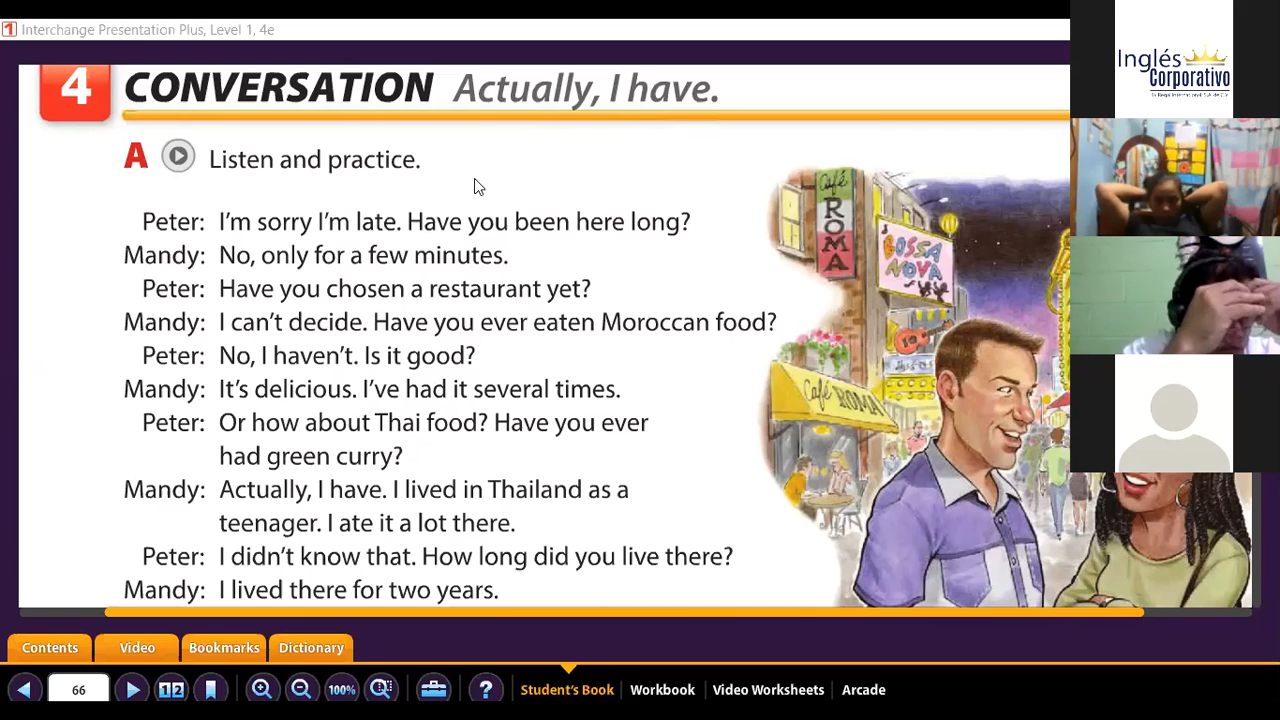 Interchange Presentation Plus, Level 1, 4e
4 CONVERSATION Actually, I have.
A Listen and practice.
Peter: I'm sorry I'm late. Have you been here long?
Mandy: No, only for a few minutes.
Peter: Have you chosen a restaurant yet?
Mandy: I can't decide. Have you ever eaten Moroccan food?
Peter: No, I haven't. Is it good?
Mandy: It's delicious. I've had it several times.
Peter: Or how about Thai food? Have you ever
had green curry?
Mandy: Actually, I have. I lived in Thailand as a
teenager. I ate it a lot there.
Peter: I didn't know that. How long did you live there?
Mandy: I lived there for two years.
Café
ROMA
BOSSA
NOVA
Café ROMA
Inglés
Corporativo
Contents Video Bookmarks Dictionary
66 1 2 100% ? Student's Book Workbook Video Worksheets Arcade